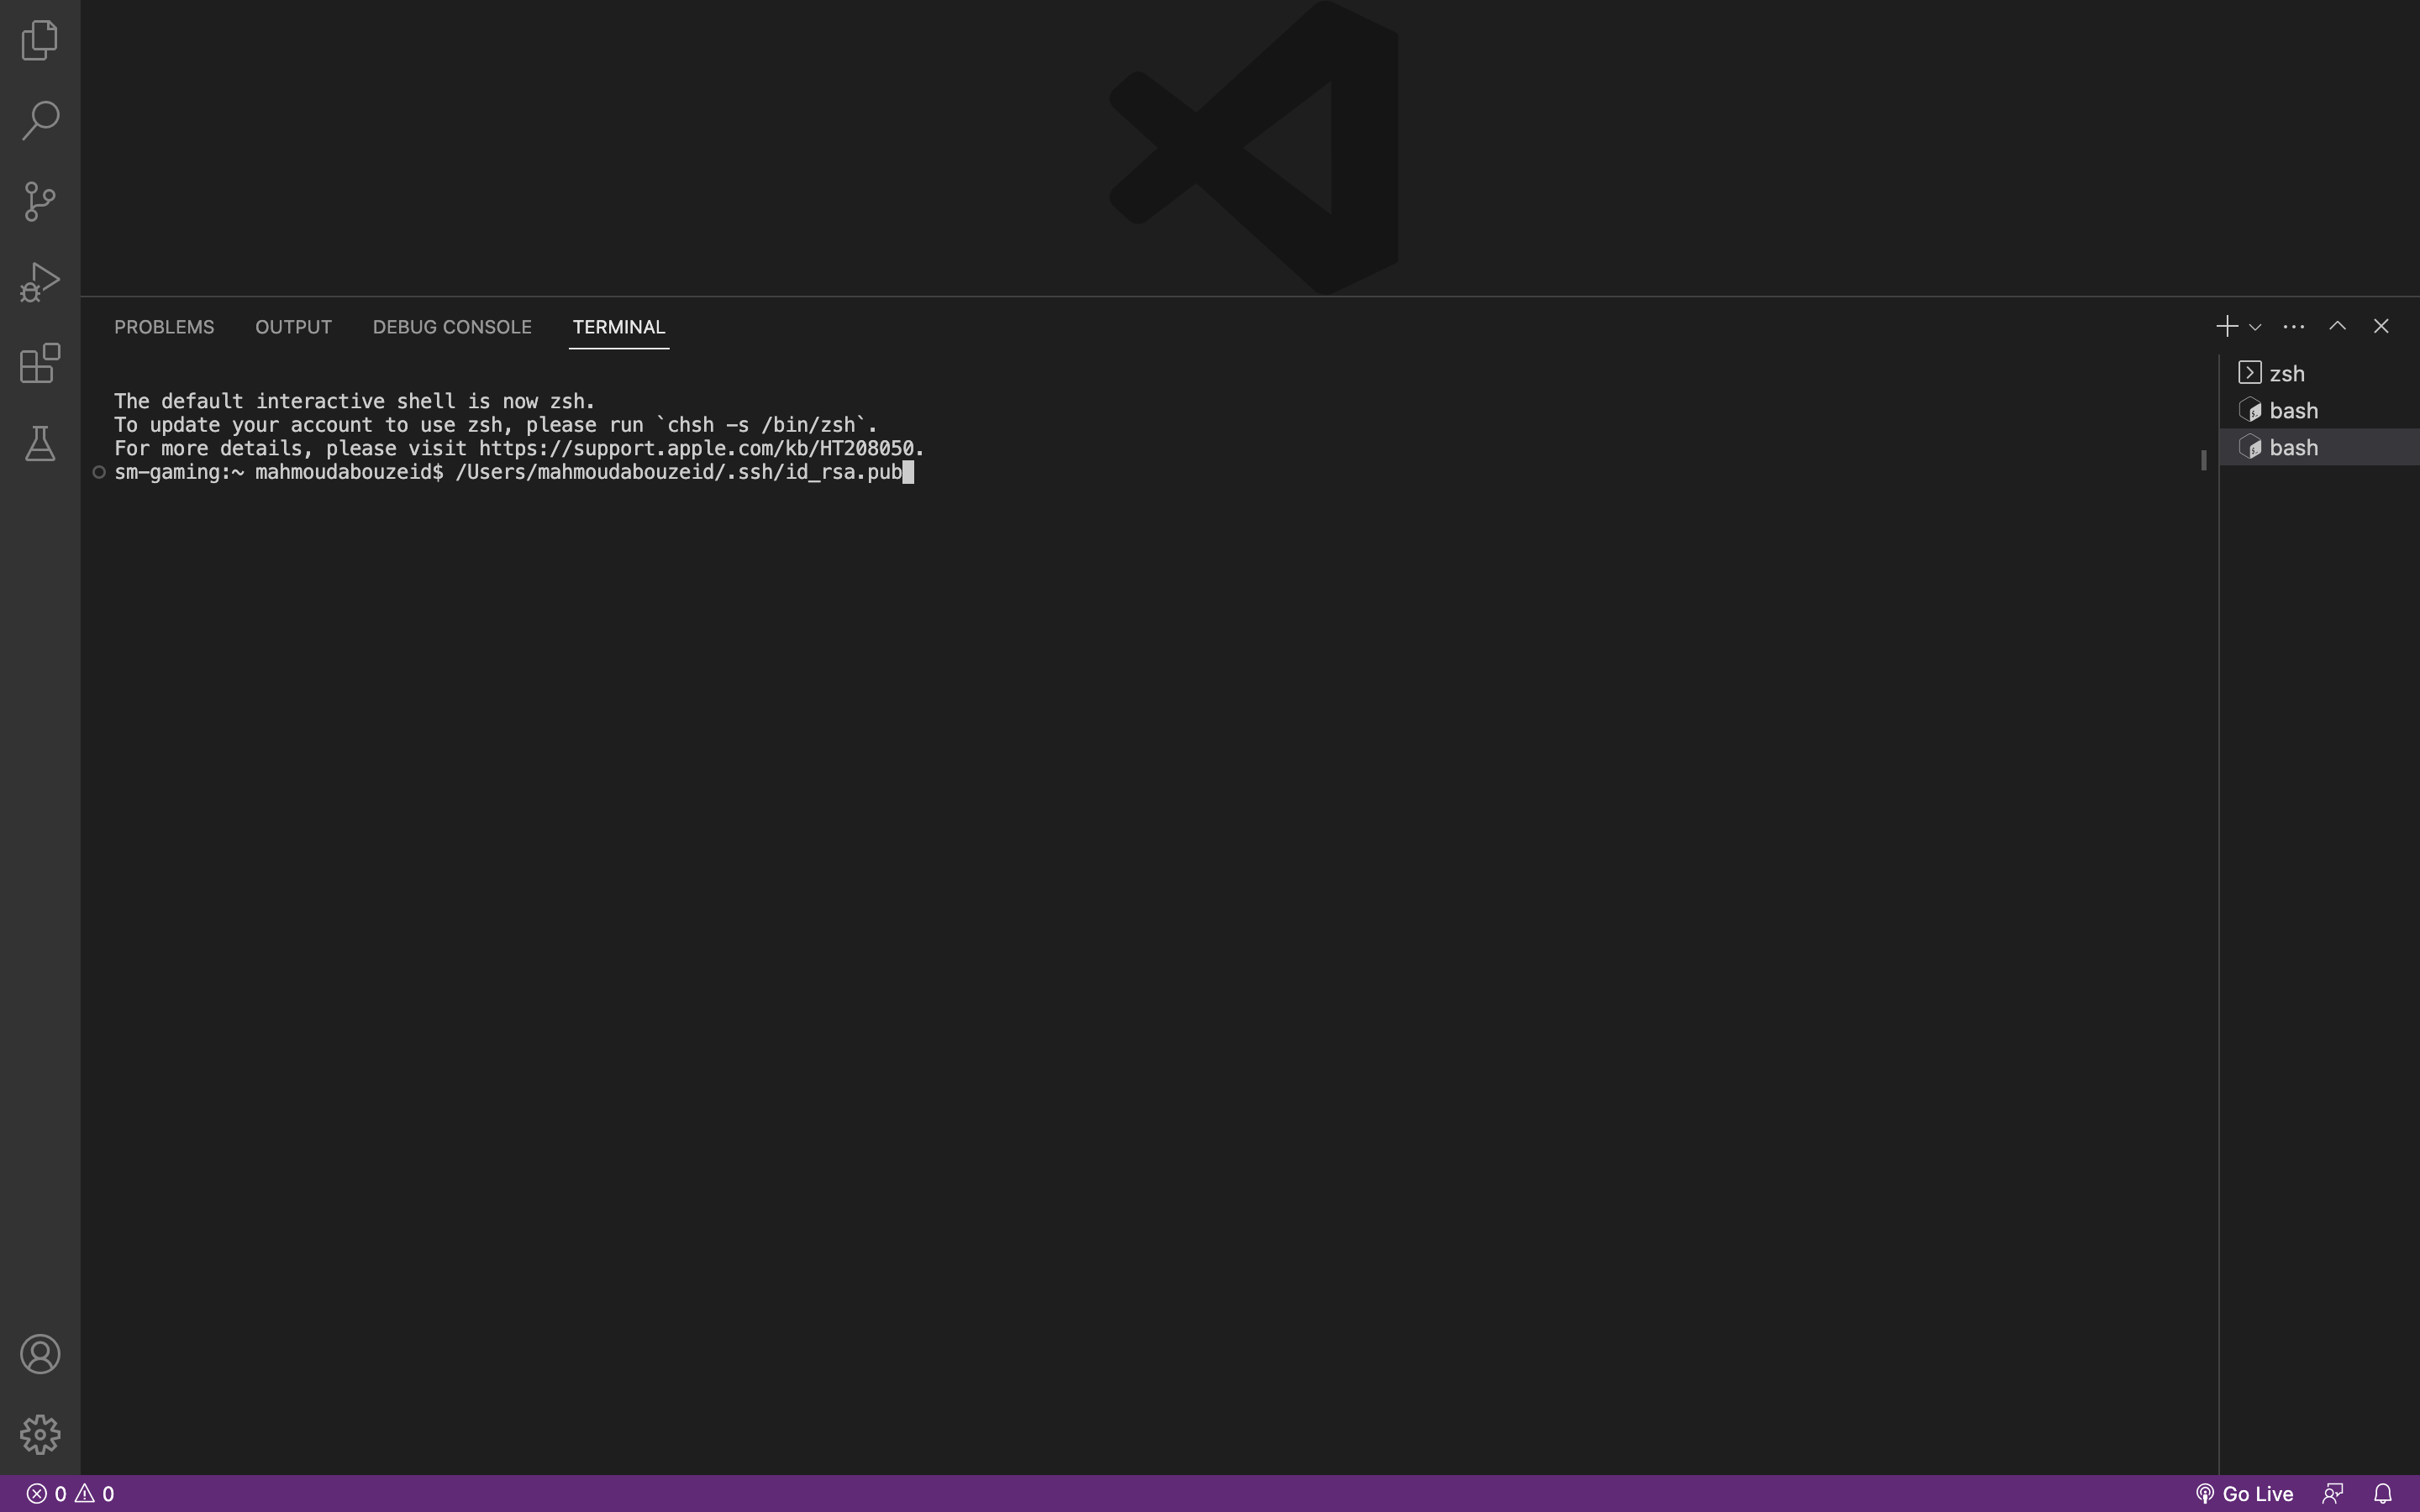 PROBLEMS OUTPUT DEBUG CONSOLE TERMINAL
The default interactive shell is now zsh.
To update your account to use zsh, please run `chsh -s /bin/zsh`.
For more details, please visit https://support.apple.com/kb/HT208050.
sm-gaming:~ mahmoudabouzeid$ /Users/mahmoudabouzeid/.ssh/id_rsa.pub
zsh
bash
bash
0 0 Go Live